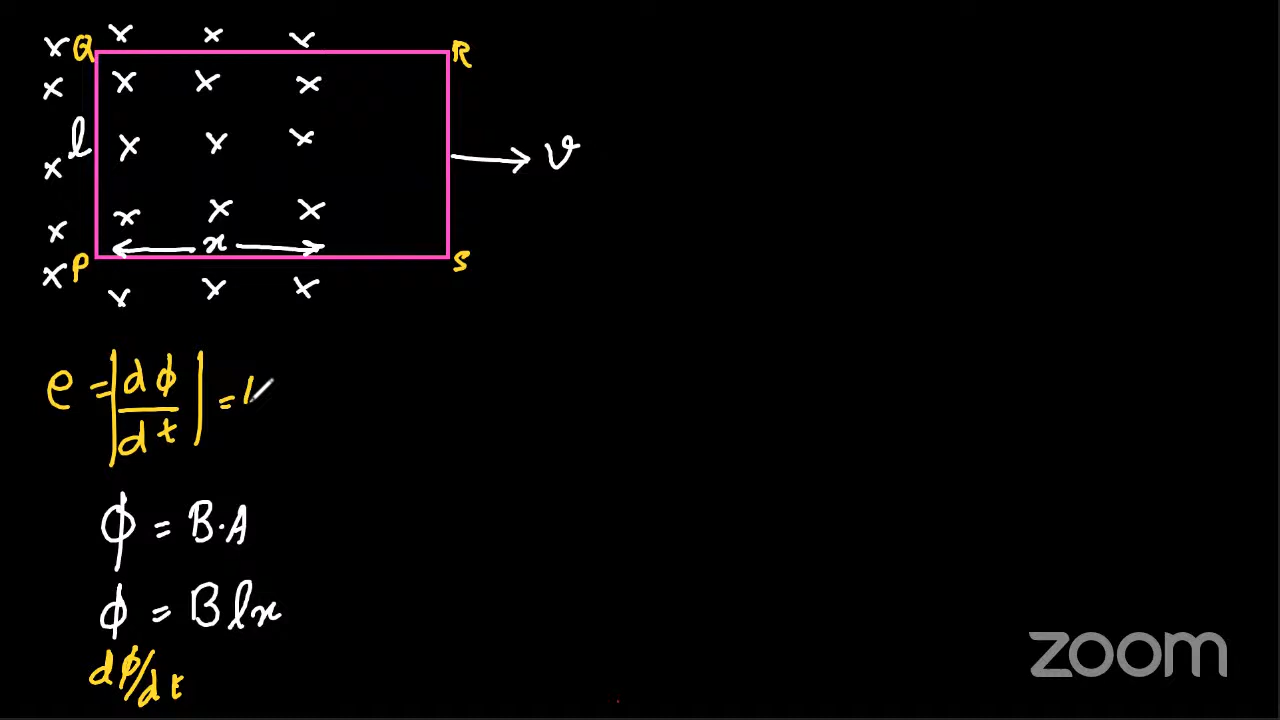 Q R
l
v
x
P S
e = |dϕ/dt| =
ϕ = B.A
ϕ = Blx
dϕ/dt
zoom